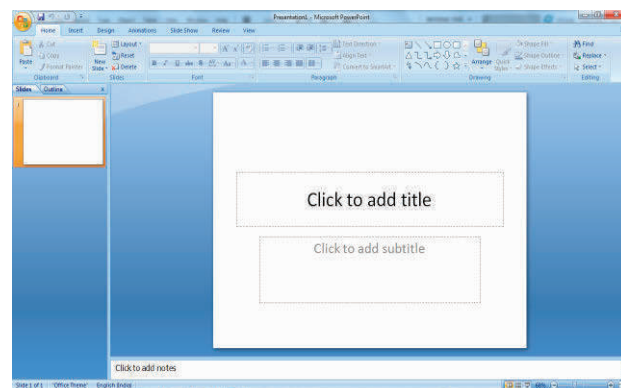 Presentation1 - Microsoft PowerPoint
Home Insert Design Animations Slide Show Review View
Cut
Copy
Format Painter
Paste
Clipboard
New Slide
Layout
Reset
Delete
Slides
Font
Text Direction
Align Text
Convert to SmartArt
Paragraph
Arrange
Quick Styles
Shape Fill
Shape Outline
Shape Effects
Drawing
Find
Replace
Select
Editing
Slides Outline
1
Click to add title
Click to add subtitle
Click to add notes
Slide 1 of 1 "Office Theme" English (India)